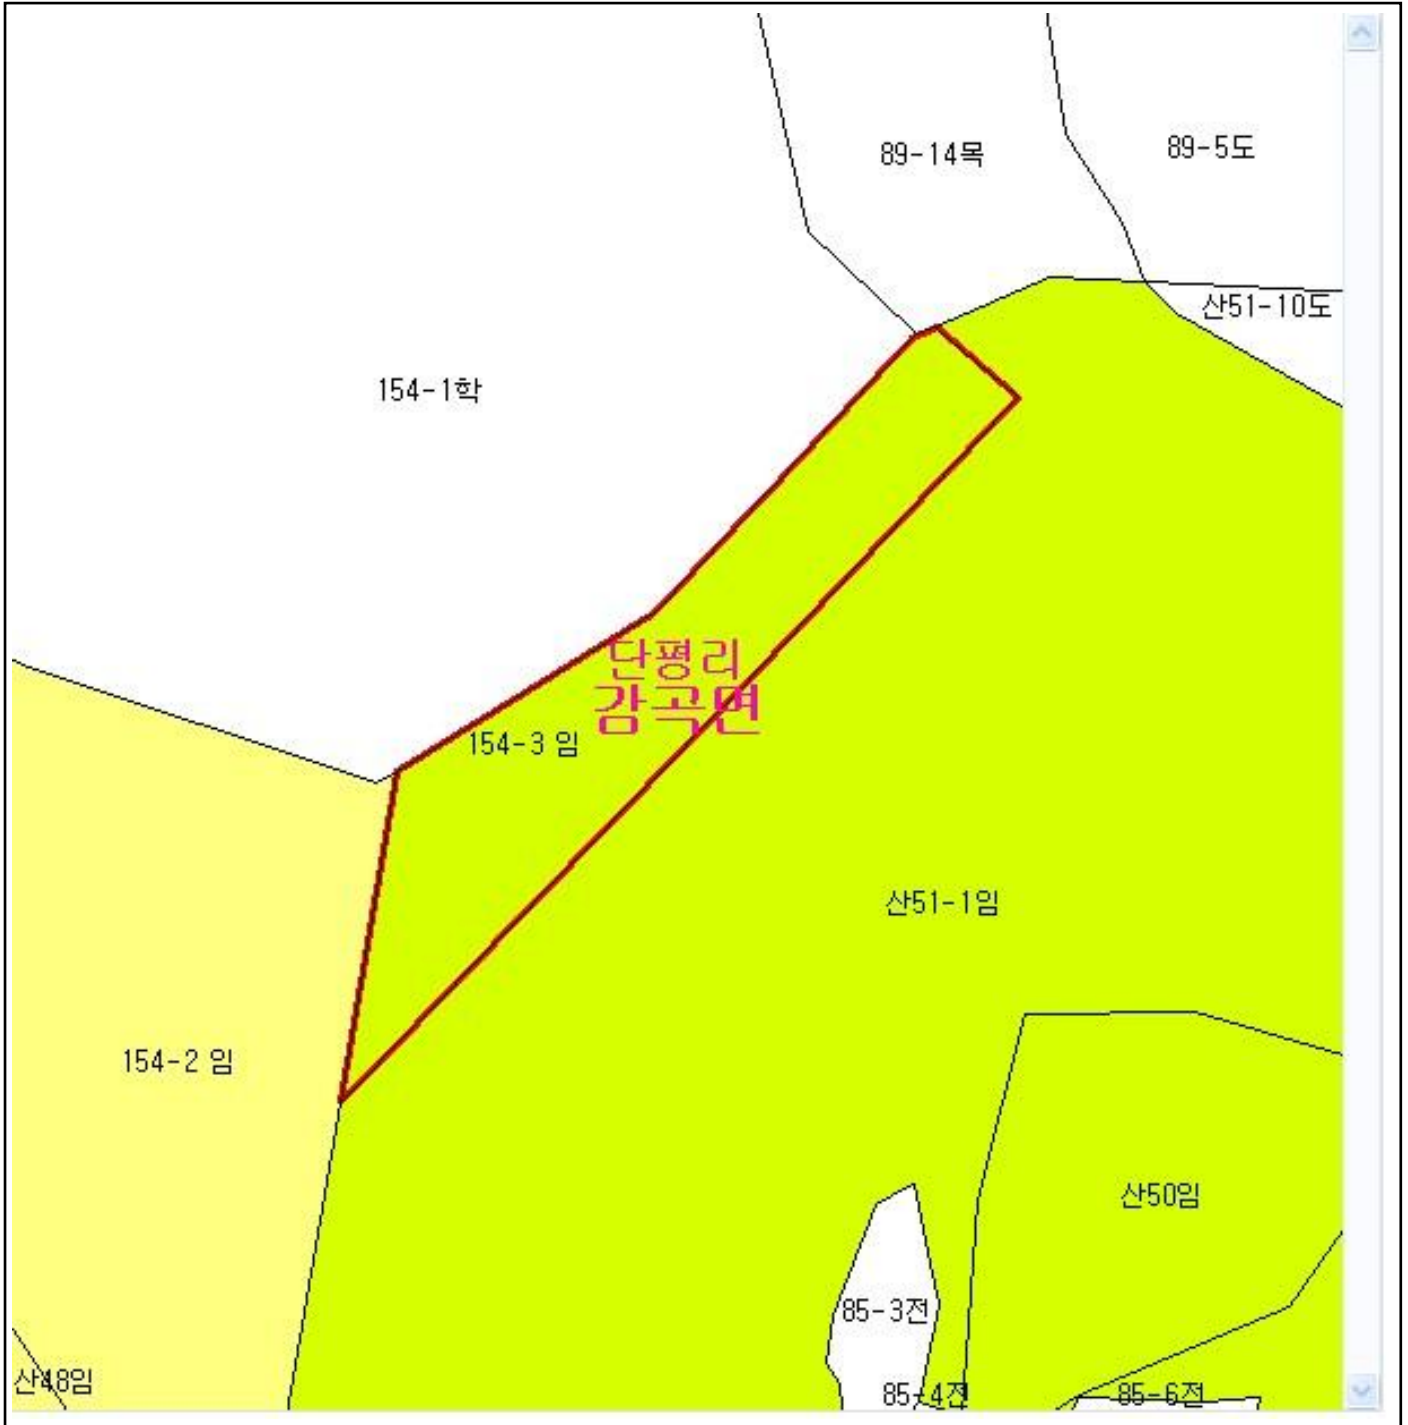 89-14목
89-5도
산51-10도
154-1학
단평리
감곡면
154-3 임
산51-1임
154-2 임
산50임
85-3전
산48임
85-4전
85-6전